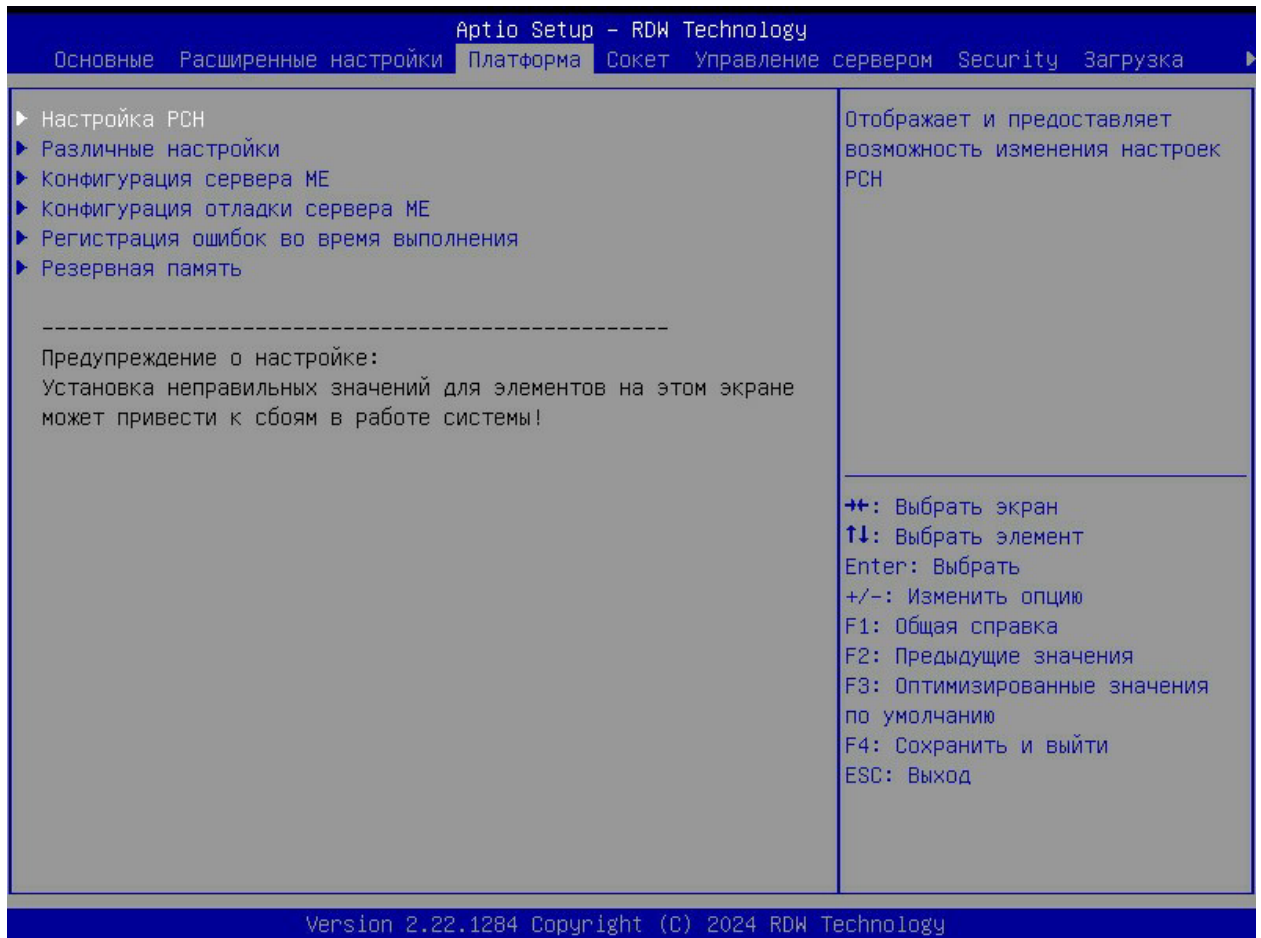 Aptio Setup – RDW Technology
Основные Расширенные настройки Платформа Сокет Управление сервером Security Загрузка
Настройка PCH
Различные настройки
Конфигурация сервера ME
Конфигурация отладки сервера ME
Регистрация ошибок во время выполнения
Резервная память
--------------------------------------------------
Предупреждение о настройке:
Установка неправильных значений для элементов на этом экране
может привести к сбоям в работе системы!
Отображает и предоставляет
возможность изменения настроек
PCH
→←: Выбрать экран
↑↓: Выбрать элемент
Enter: Выбрать
+/-: Изменить опцию
F1: Общая справка
F2: Предыдущие значения
F3: Оптимизированные значения
по умолчанию
F4: Сохранить и выйти
ESC: Выход
Version 2.22.1284 Copyright (C) 2024 RDW Technology